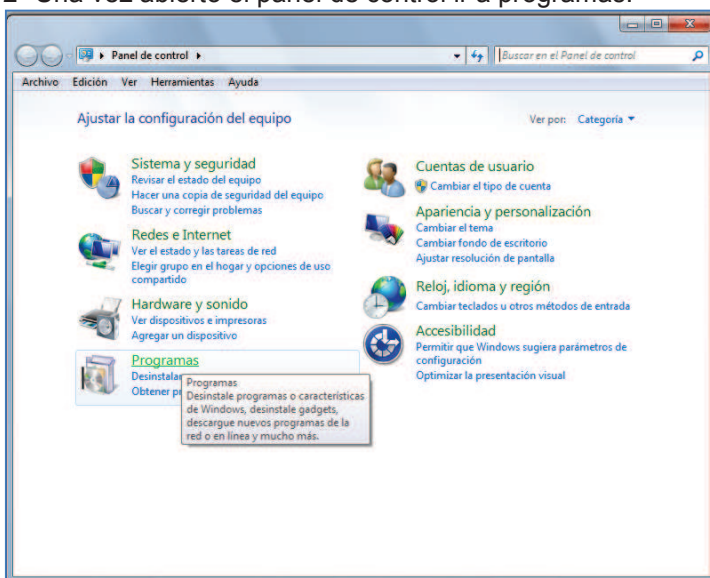 2- Una vez abierto el panel de control ir a programas.
Panel de control
Buscar en el Panel de control
Archivo Edición Ver Herramientas Ayuda
Ajustar la configuración del equipo
Ver por: Categoría
Sistema y seguridad
Revisar el estado del equipo
Hacer una copia de seguridad del equipo
Buscar y corregir problemas
Redes e Internet
Ver el estado y las tareas de red
Elegir grupo en el hogar y opciones de uso
compartido
Hardware y sonido
Ver dispositivos e impresoras
Agregar un dispositivo
Programas
Desinstalar
Obtener
Programas
Desinstale programas o características
de Windows, desinstale gadgets,
descargue nuevos programas de la
red o en línea y mucho más.
Cuentas de usuario
Cambiar el tipo de cuenta
Apariencia y personalización
Cambiar el tema
Cambiar fondo de escritorio
Ajustar resolución de pantalla
Reloj, idioma y región
Cambiar teclados u otros métodos de entrada
Accesibilidad
Permitir que Windows sugiera parámetros de
configuración
Optimizar la presentación visual